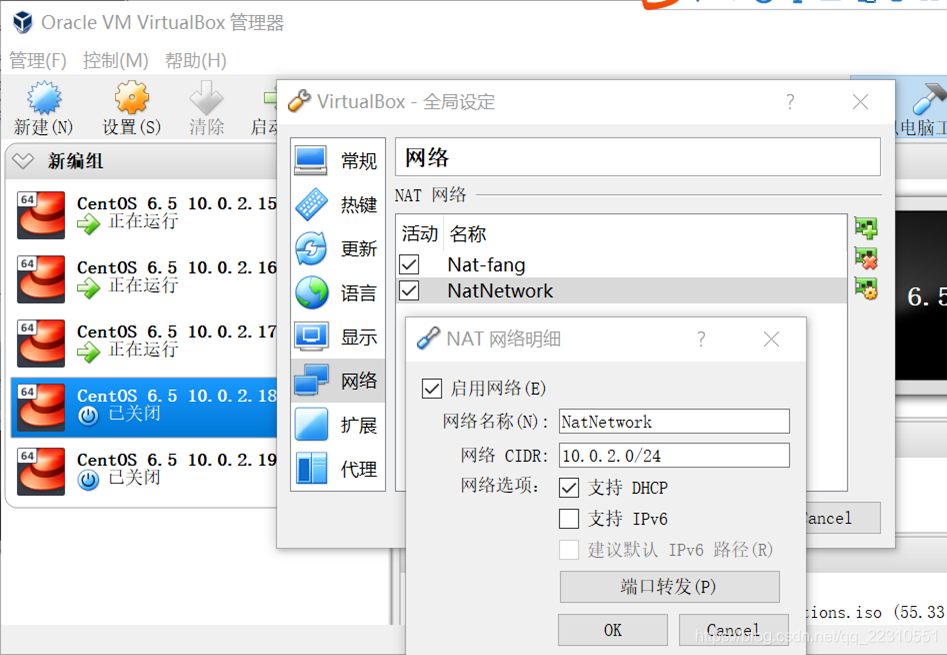 Oracle VM VirtualBox 管理器
管理(F) 控制(M) 帮助(H)
新建(N) 设置(S) 清除 启动
新编组
64
CentOS 6.5 10.0.2.15
正在运行
64
CentOS 6.5 10.0.2.16
正在运行
64
CentOS 6.5 10.0.2.17
正在运行
64
CentOS 6.5 10.0.2.18
已关闭
64
CentOS 6.5 10.0.2.19
已关闭
VirtualBox - 全局设定 ?
常规
热键
更新
语言
显示
网络
扩展
代理
网络
NAT 网络
活动 名称
Nat-fang
NatNetwork
Cancel
NAT 网络明细 ?
启用网络(E)
网络名称(N): NatNetwork
网络 CIDR: 10.0.2.0/24
网络选项: 支持 DHCP
支持 IPv6
建议默认 IPv6 路径(R)
端口转发(P)
OK Cancel
电脑工
6.5
tions.iso (55.33
https://blog.csdn.net/qq_22310551